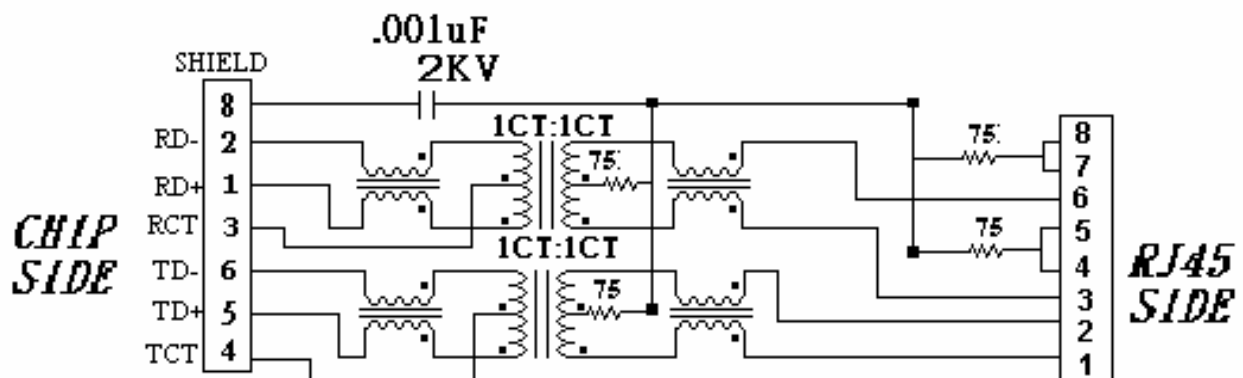 .001uF
2KV
SHIELD
8
RD- 2
RD+ 1
RCT 3
TD- 6
TD+ 5
TCT 4
CHIP
SIDE
1CT:1CT
75
1CT:1CT
75
75
75
8
7
6
5
4
3
2
1
RJ45
SIDE